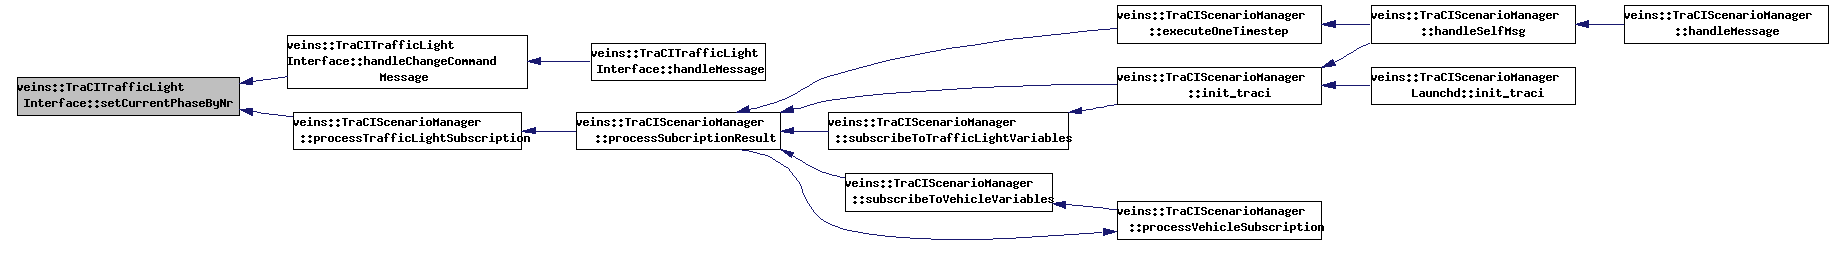 veins::TraCITrafficLight
Interface::setCurrentPhaseByNr
veins::TraCITrafficLight
Interface::handleChangeCommand
Message
veins::TraCITrafficLight
Interface::handleMessage
veins::TraCIScenarioManager
::processTrafficLightSubscription
veins::TraCIScenarioManager
::processSubcriptionResult
veins::TraCIScenarioManager
::executeOneTimestep
veins::TraCIScenarioManager
::handleSelfMsg
veins::TraCIScenarioManager
::handleMessage
veins::TraCIScenarioManager
::init_traci
veins::TraCIScenarioManager
Launchd::init_traci
veins::TraCIScenarioManager
::subscribeToTrafficLightVariables
veins::TraCIScenarioManager
::subscribeToVehicleVariables
veins::TraCIScenarioManager
::processVehicleSubscription